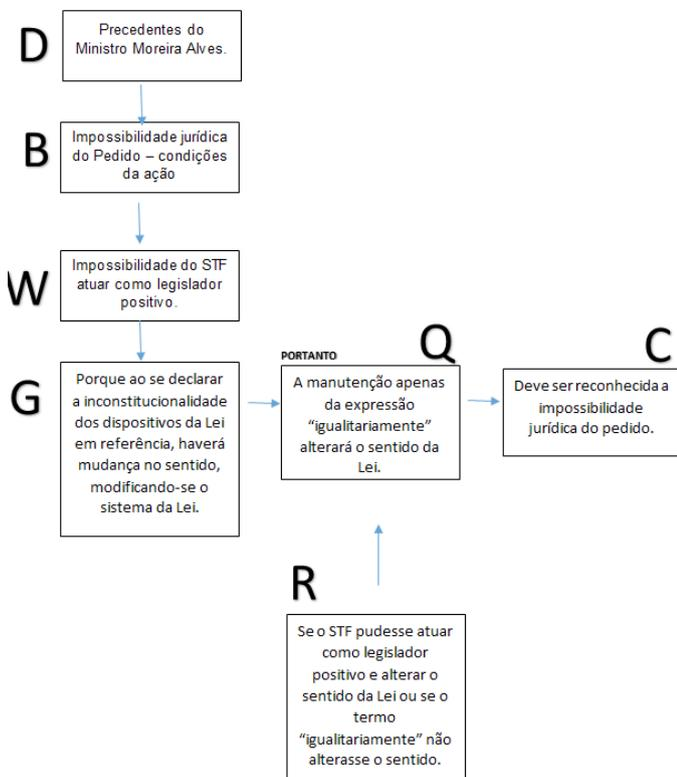 D
Precedentes do
Ministro Moreira Alves.
B
Impossibilidade jurídica
do Pedido – condições
da ação
W
Impossibilidade do STF
atuar como legislador
positivo.
G
Porque ao se declarar
a inconstitucionalidade
dos dispositivos da Lei
em referência, haverá
mudança no sentido,
modificando-se o
sistema da Lei.
PORTANTO
Q
A manutenção apenas
da expressão
“igualitariamente”
alterará o sentido da
Lei.
C
Deve ser reconhecida a
impossibilidade
jurídica do pedido.
R
Se o STF pudesse atuar
como legislador
positivo e alterar o
sentido da Lei ou se o
termo
“igualitariamente” não
alterasse o sentido.